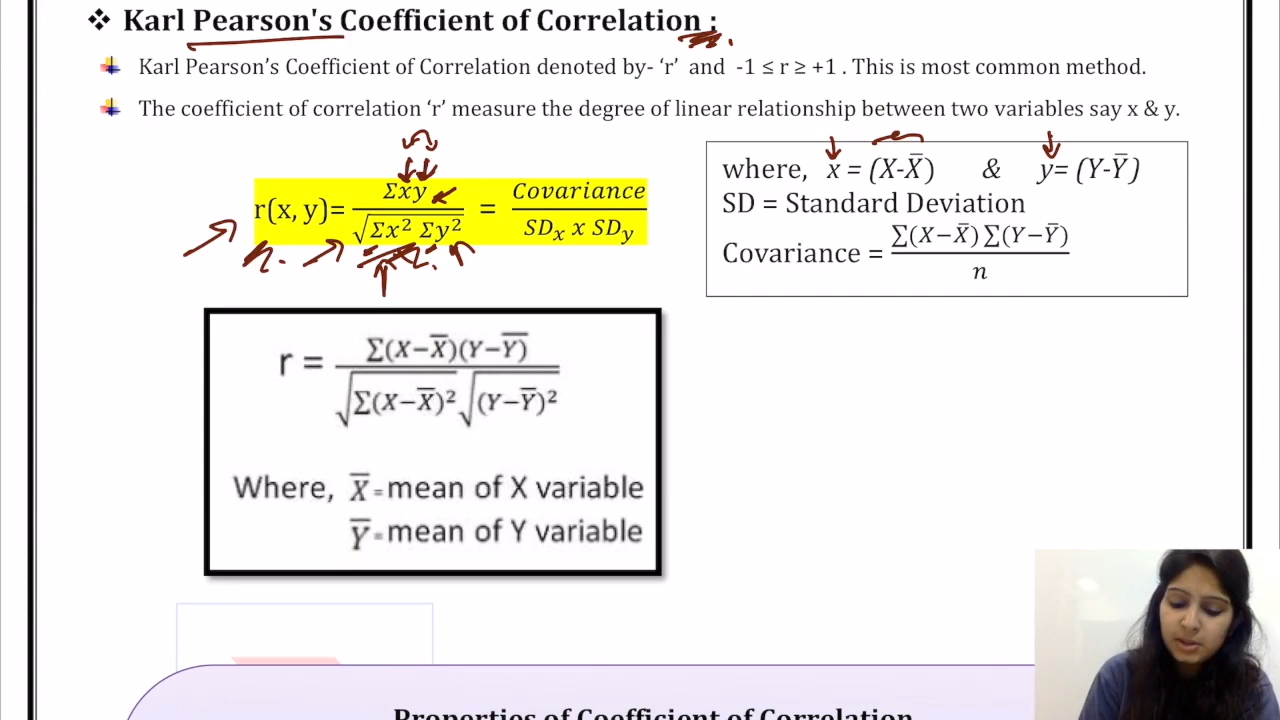 ❖ Karl Pearson's Coefficient of Correlation :
Karl Pearson's Coefficient of Correlation denoted by- 'r' and -1 ≤ r ≥ +1 . This is most common method.
The coefficient of correlation 'r' measure the degree of linear relationship between two variables say x & y.
r(x, y)= Σxy / √Σx² Σy² = Covariance / SDₓ x SDᵧ
where, x = (X-X̅) & y= (Y-Y̅)
SD = Standard Deviation
Covariance = ∑(X−X̅)∑(Y−Y̅) / n
r = Σ(X−X̅)(Y−Y̅) / √Σ(X−X̅)² √(Y−Y̅)²
Where, X̅ = mean of X variable
Y̅ = mean of Y variable
Properties of Coefficient of Correlation